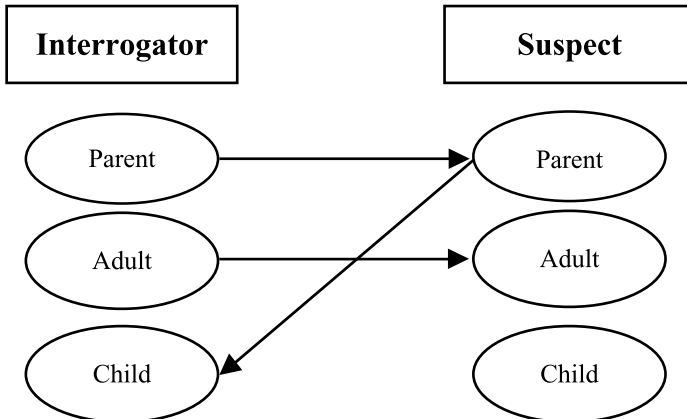 Interrogator
Suspect
Parent
Parent
Adult
Adult
Child
Child